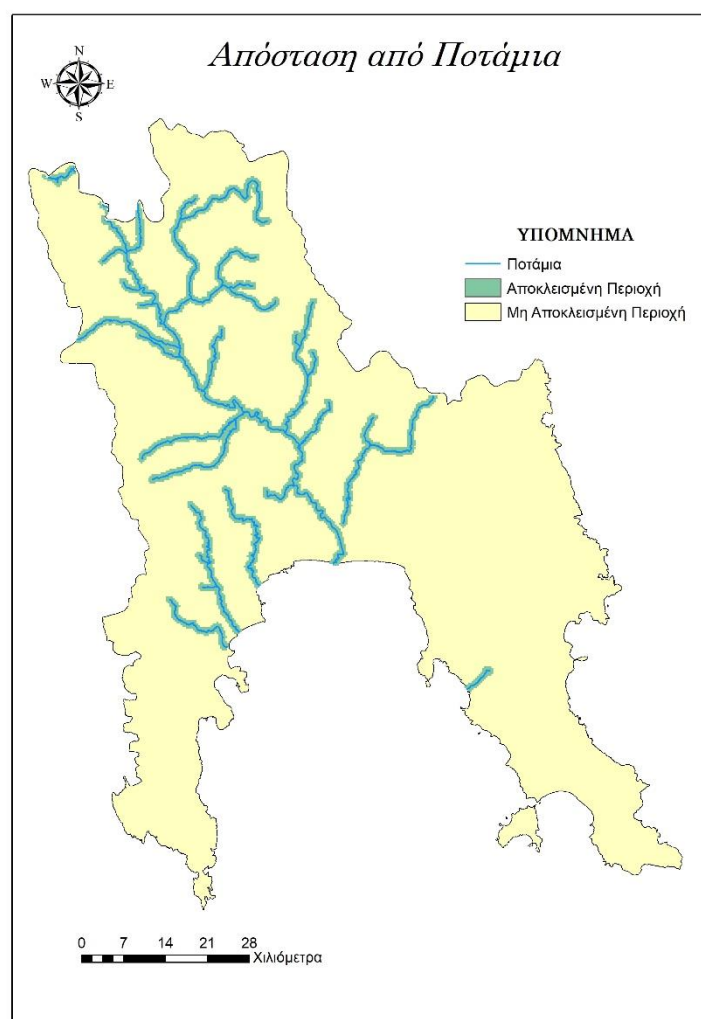 Απόσταση από Ποτάμια
N
W E
S
ΥΠΟΜΝΗΜΑ
Ποτάμια
Αποκλεισμένη Περιοχή
Μη Αποκλεισμένη Περιοχή
0 7 14 21 28
Χιλιόμετρα